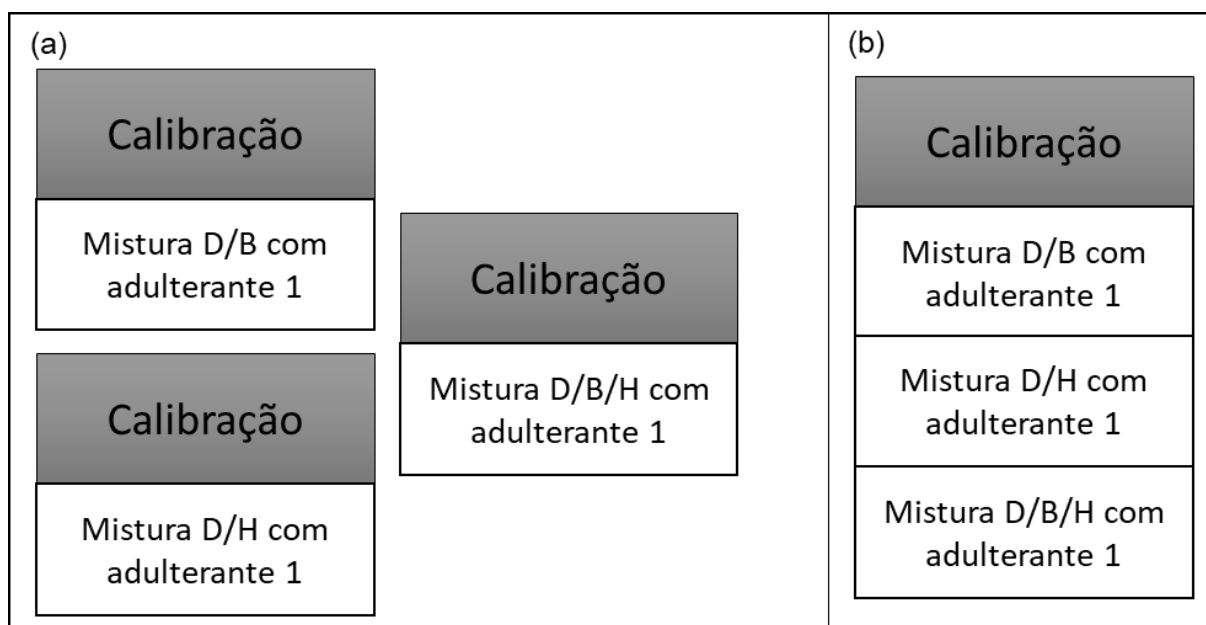 (a)
Calibração
Mistura D/B com
adulterante 1
Calibração
Mistura D/H com
adulterante 1
Calibração
Mistura D/B/H com
adulterante 1
(b)
Calibração
Mistura D/B com
adulterante 1
Mistura D/H com
adulterante 1
Mistura D/B/H com
adulterante 1